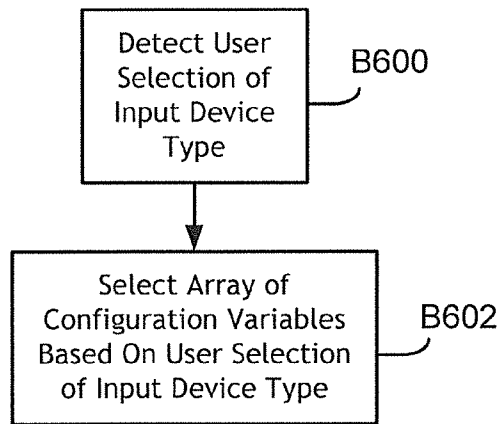 Detect User
Selection of
Input Device
Type
B600
Select Array of
Configuration Variables
Based On User Selection
of Input Device Type
B602